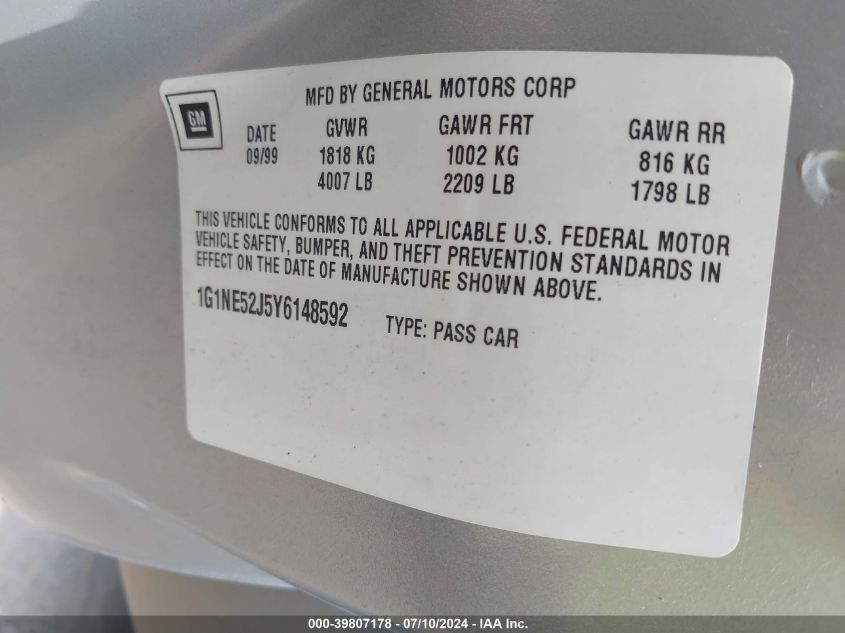 MFD BY GENERAL MOTORS CORP
GM
DATE GVWR GAWR FRT GAWR RR
09/99 1818 KG 1002 KG 816 KG
4007 LB 2209 LB 1798 LB
THIS VEHICLE CONFORMS TO ALL APPLICABLE U.S. FEDERAL MOTOR
VEHICLE SAFETY, BUMPER, AND THEFT PREVENTION STANDARDS IN
EFFECT ON THE DATE OF MANUFACTURE SHOWN ABOVE.
1G1NE52J5Y6148592 TYPE: PASS CAR
000-39807178 - 07/10/2024 - IAA Inc.